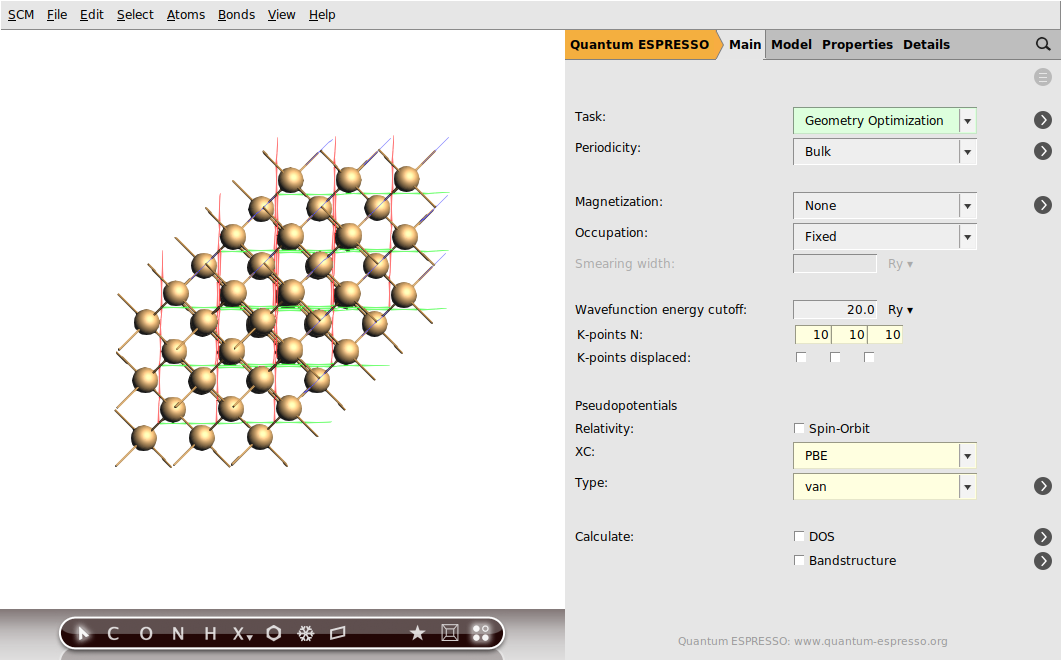 SCM File Edit Select Atoms Bonds View Help
Quantum ESPRESSO Main Model Properties Details
Task: Geometry Optimization
Periodicity: Bulk
Magnetization: None
Occupation: Fixed
Smearing width: Ry
Wavefunction energy cutoff: 20.0 Ry
K-points N: 10 10 10
K-points displaced:
Pseudopotentials
Relativity: Spin-Orbit
XC: PBE
Type: van
Calculate: DOS
Bandstructure
C O N H X
Quantum ESPRESSO: www.quantum-espresso.org